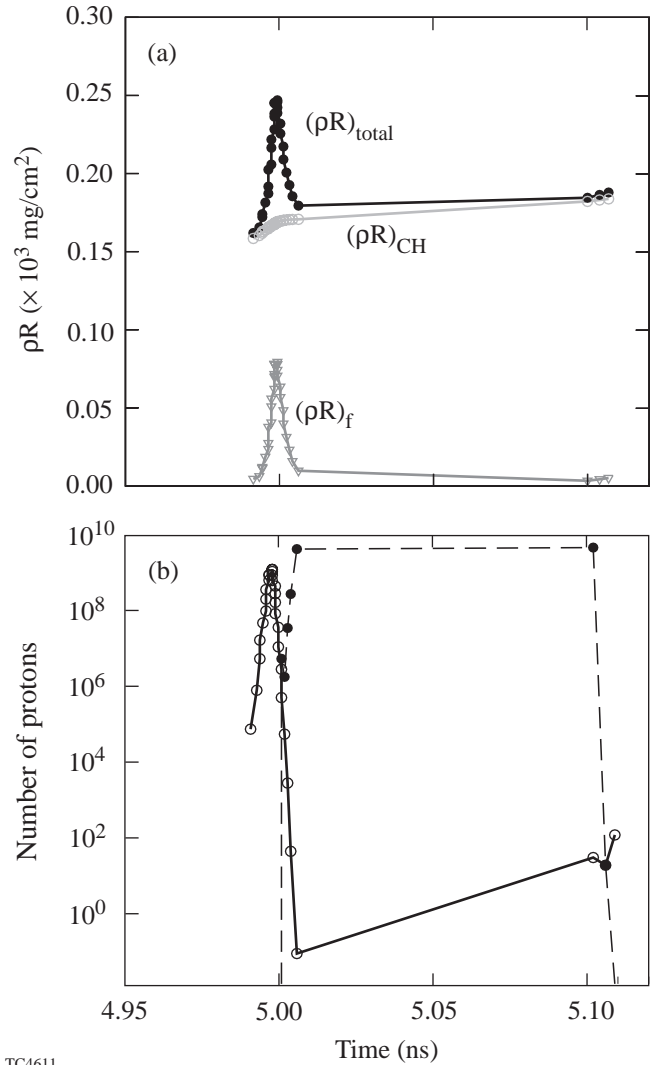 0.30
(a)
0.25
(ρR)total
0.20
(ρR)CH
0.15
0.10
(ρR)f
0.05
0.00
ρR (× 10³ mg/cm²)
10¹⁰
(b)
10⁸
10⁶
10⁴
10²
10⁰
Number of protons
4.95 5.00 5.05 5.10
Time (ns)
TC4611